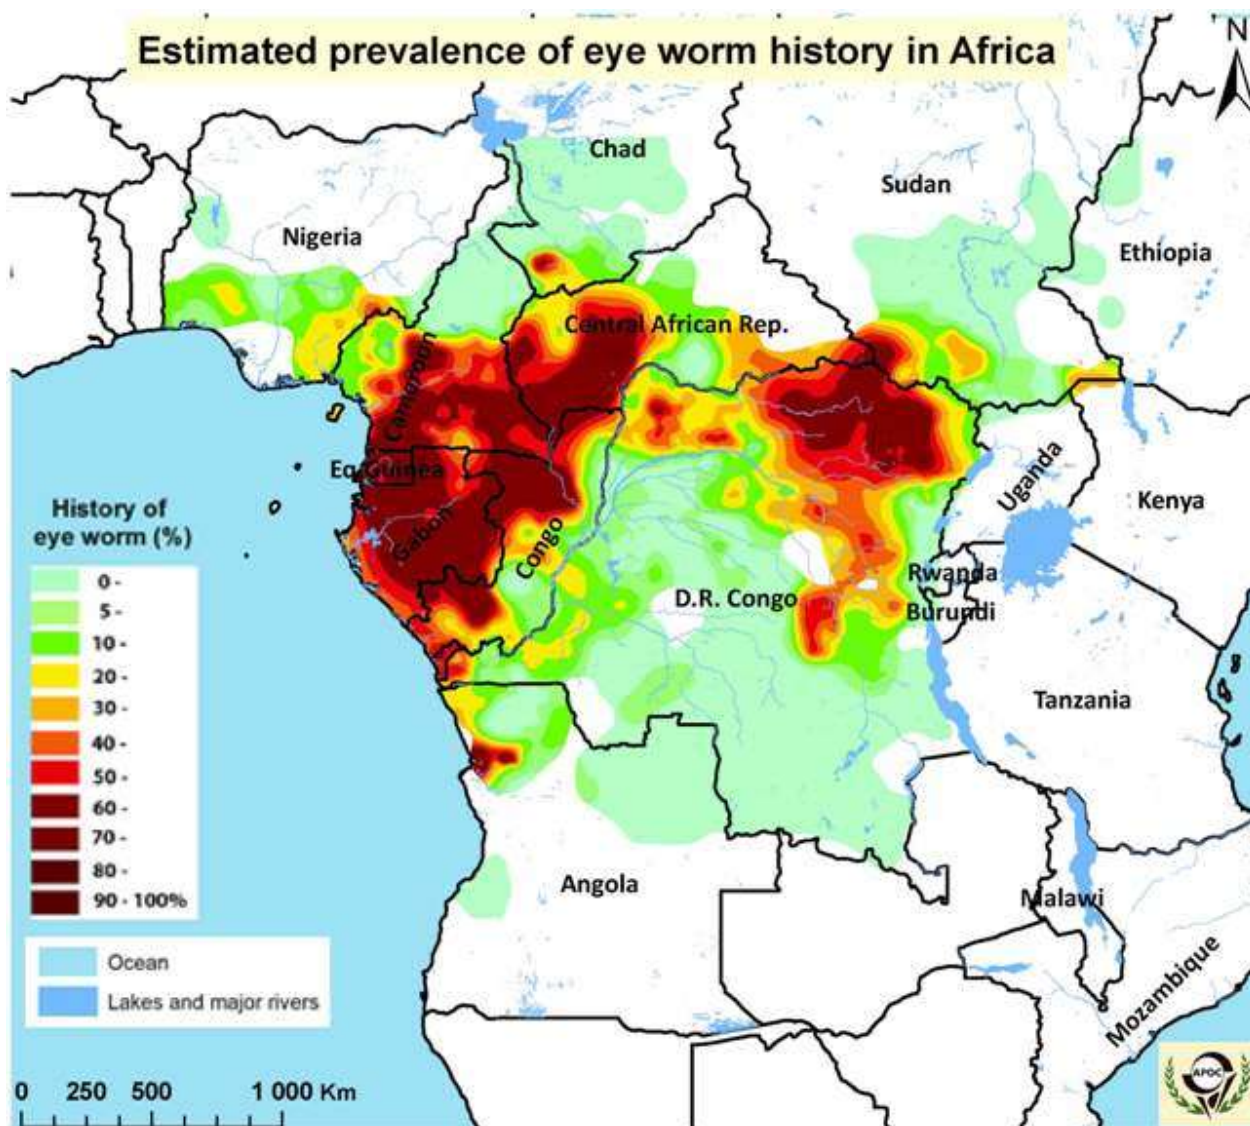 Estimated prevalence of eye worm history in Africa
N
Chad
Sudan
Nigeria
Ethiopia
Central African Rep.
Cameroon
Eq. Guinea
Gabon
Congo
Uganda
Kenya
Rwanda
D.R. Congo
Burundi
Tanzania
Angola
Malawi
Mozambique
History of
eye worm (%)
0 -
5 -
10 -
20 -
30 -
40 -
50 -
60 -
70 -
80 -
90 - 100%
Ocean
Lakes and major rivers
0 250 500 1 000 Km
APOC